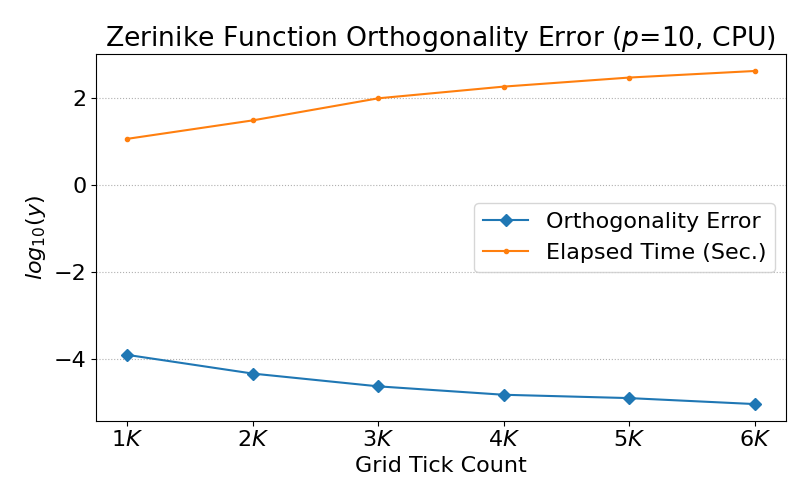 Zerinike Function Orthogonality Error (p=10, CPU)
2
0
−2
−4
log₁₀(y)
Orthogonality Error
Elapsed Time (Sec.)
1K 2K 3K 4K 5K 6K
Grid Tick Count